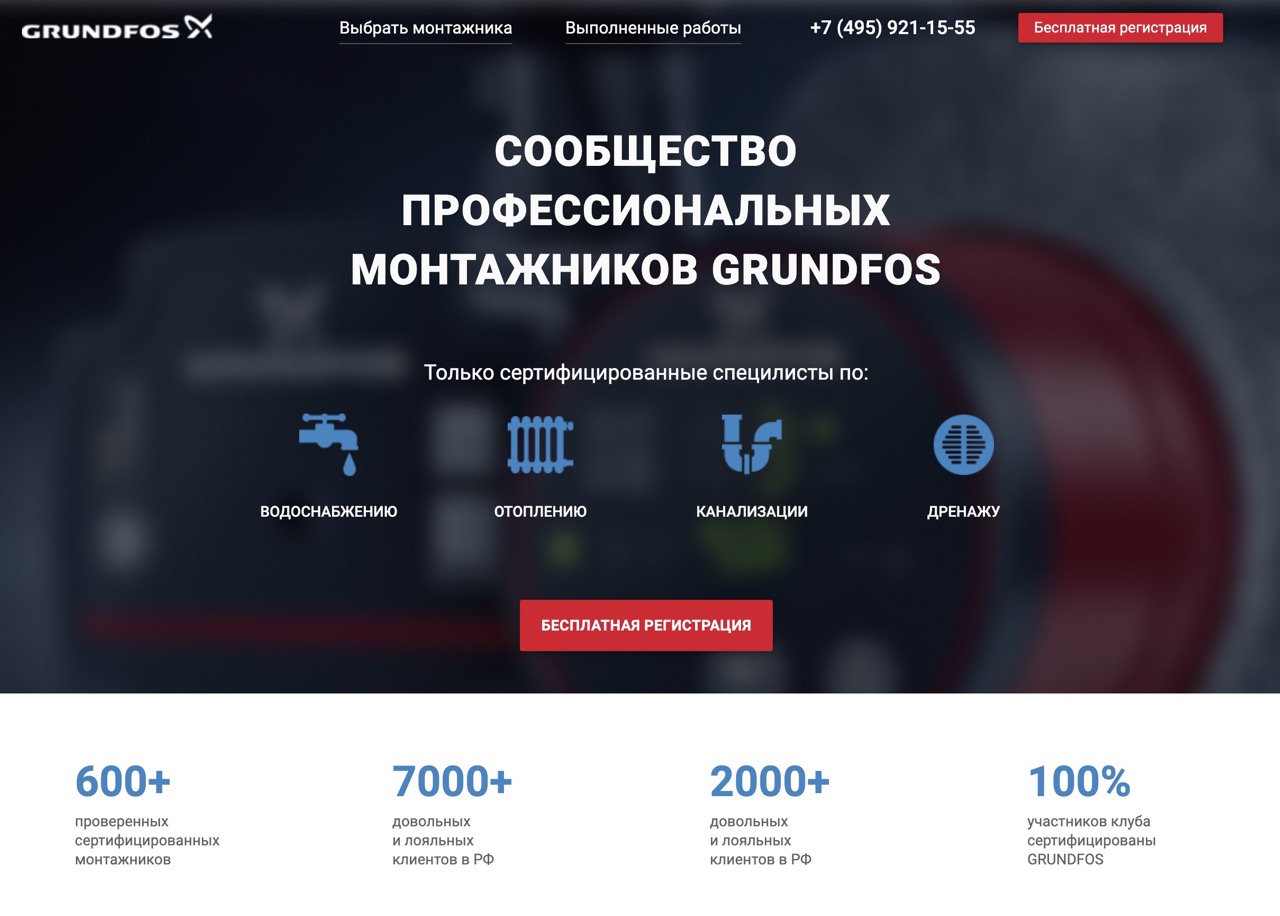 GRUNDFOS
Выбрать монтажника
Выполненные работы
+7 (495) 921-15-55
Бесплатная регистрация
СООБЩЕСТВО
ПРОФЕССИОНАЛЬНЫХ
МОНТАЖНИКОВ GRUNDFOS
Только сертифицированные специлисты по:
ВОДОСНАБЖЕНИЮ
ОТОПЛЕНИЮ
КАНАЛИЗАЦИИ
ДРЕНАЖУ
БЕСПЛАТНАЯ РЕГИСТРАЦИЯ
600+
проверенных
сертифицированных
монтажников
7000+
довольных
и лояльных
клиентов в РФ
2000+
довольных
и лояльных
клиентов в РФ
100%
участников клуба
сертифицированы
GRUNDFOS